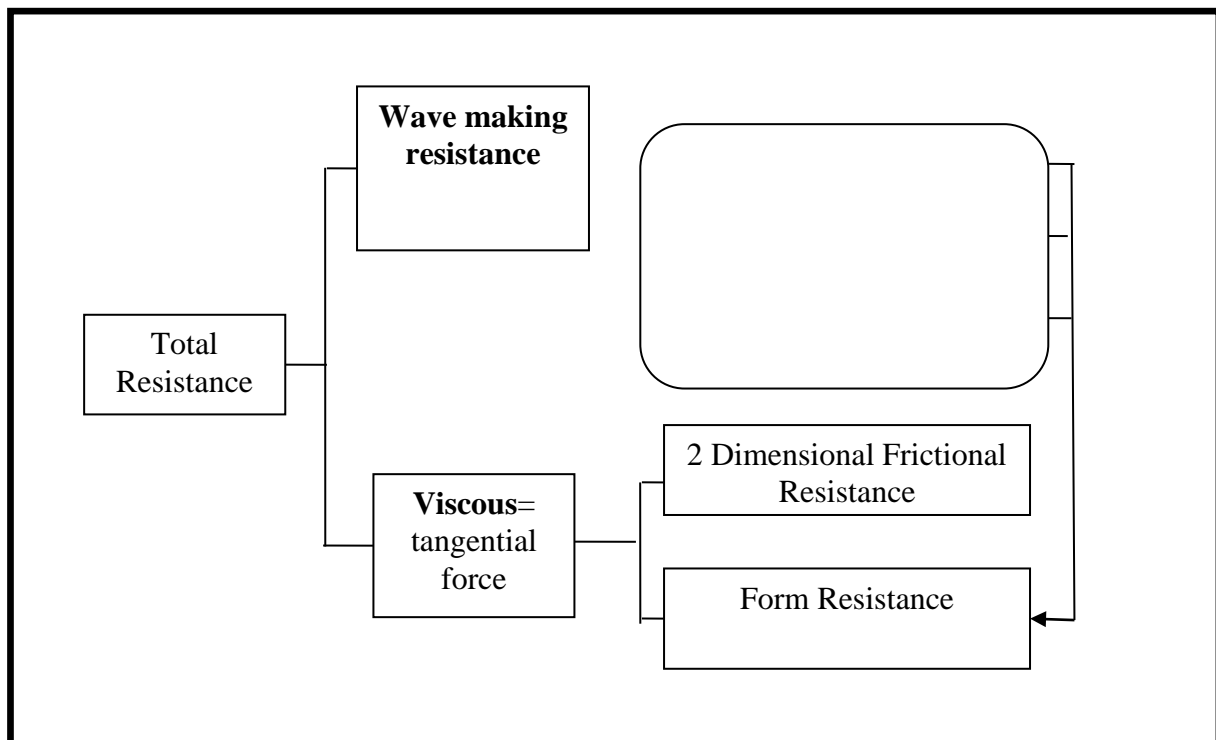 Wave making
resistance
Total
Resistance
2 Dimensional Frictional
Resistance
Viscous=
tangential
force
Form Resistance